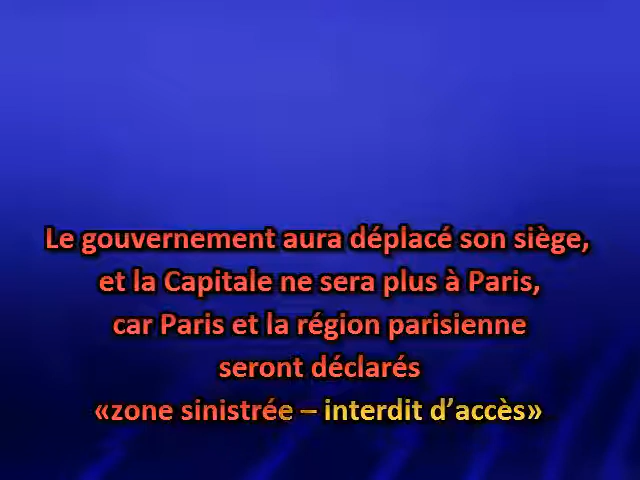 Le gouvernement aura déplacé son siège,
et la Capitale ne sera plus à Paris,
car Paris et la région parisienne
seront déclarés
«zone sinistrée – interdit d’accès»